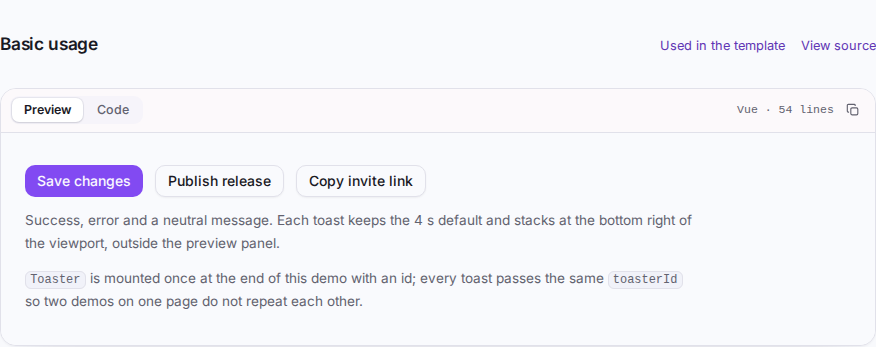 Basic usage
Used in the template View source
Preview Code
Vue · 54 lines
Save changes Publish release Copy invite link
Success, error and a neutral message. Each toast keeps the 4 s default and stacks at the bottom right of
the viewport, outside the preview panel.
Toaster is mounted once at the end of this demo with an id; every toast passes the same toasterId
so two demos on one page do not repeat each other.